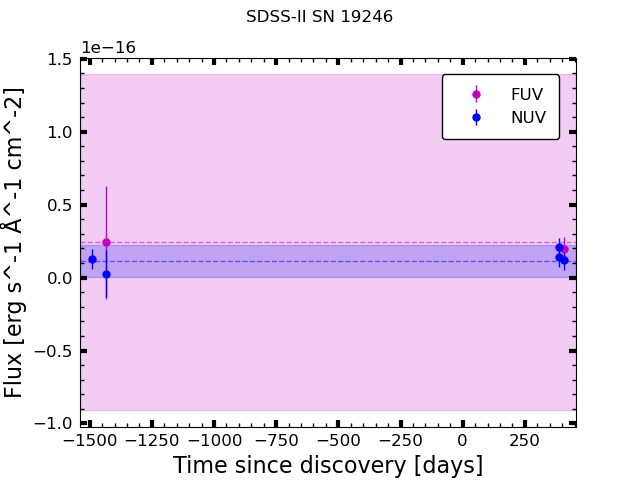 SDSS-II SN 19246
1e−16
1.5
1.0
0.5
0.0
−0.5
−1.0
Flux [erg s^-1 Å^-1 cm^-2]
FUV
NUV
−1500 −1250 −1000 −750 −500 −250 0 250
Time since discovery [days]